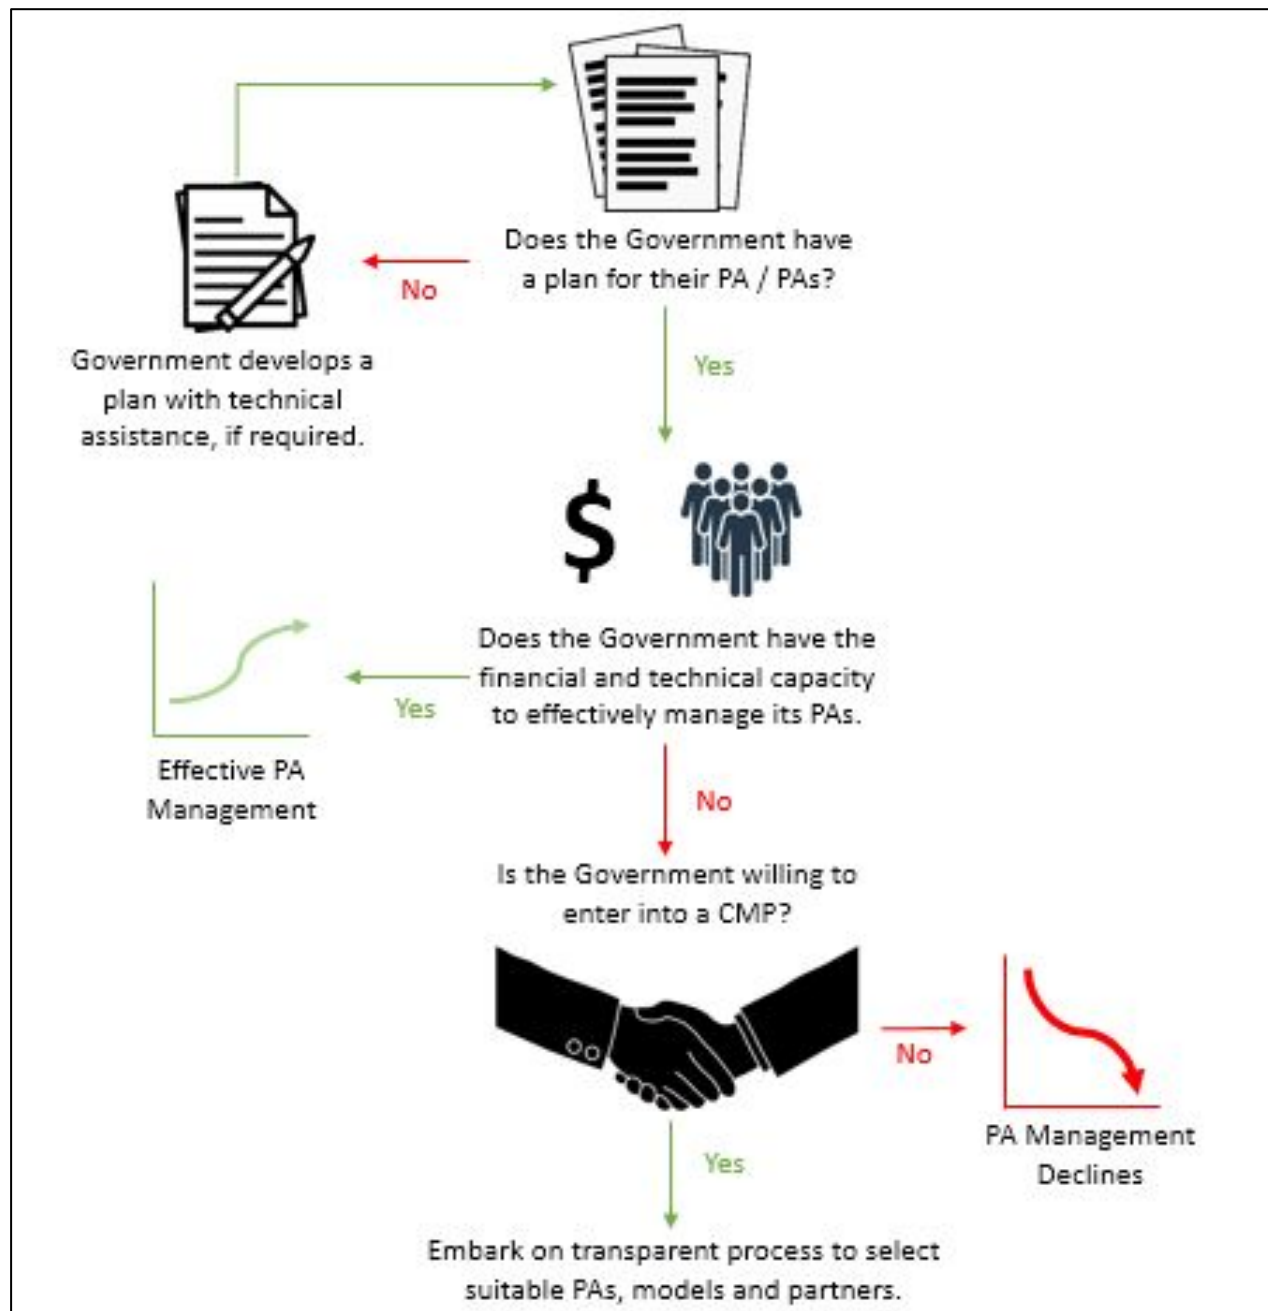 Does the Government have
a plan for their PA / PAs?
No
Government develops a
plan with technical
assistance, if required.
Yes
$
Does the Government have the
financial and technical capacity
to effectively manage its PAs.
Yes
Effective PA
Management
No
Is the Government willing to
enter into a CMP?
No
PA Management
Declines
Yes
Embark on transparent process to select
suitable PAs, models and partners.